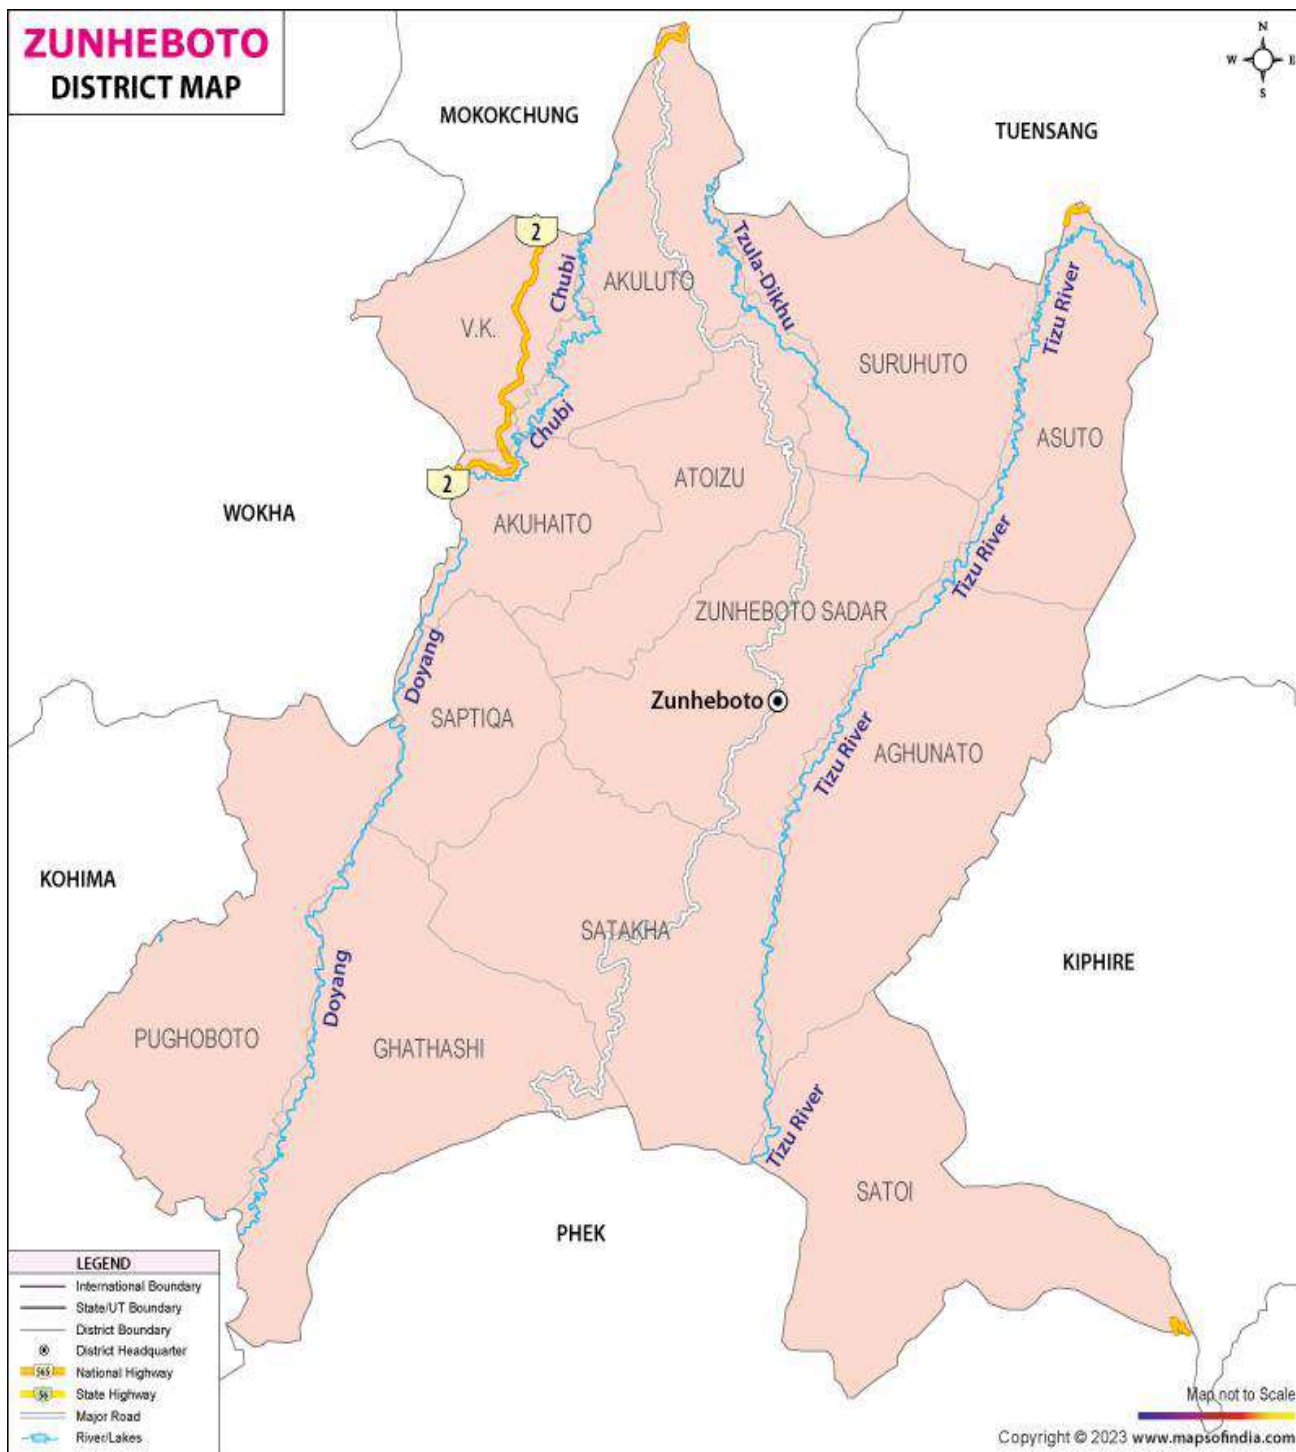 ZUNHEBOTO
DISTRICT MAP
N
W
E
S
MOKOKCHUNG
TUENSANG
2
Chubi
AKULUTO
Tzula-Dikhu
V.K.
Tizu River
SURUHUTO
Chubi
ASUTO
2
ATOIZU
WOKHA
AKUHAITO
Tizu River
ZUNHEBOTO SADAR
Doyang
Zunheboto
SAPTIQA
Tizu River
AGHUNATO
KOHIMA
SATAKHA
KIPHIRE
Doyang
PUGHOBOTO
GHATHASHI
Tizu River
SATOI
PHEK
LEGEND
International Boundary
State/UT Boundary
District Boundary
District Headquarter
565 National Highway
56 State Highway
Major Road
River/Lakes
Map not to Scale
Copyright © 2023 www.mapsofindia.com